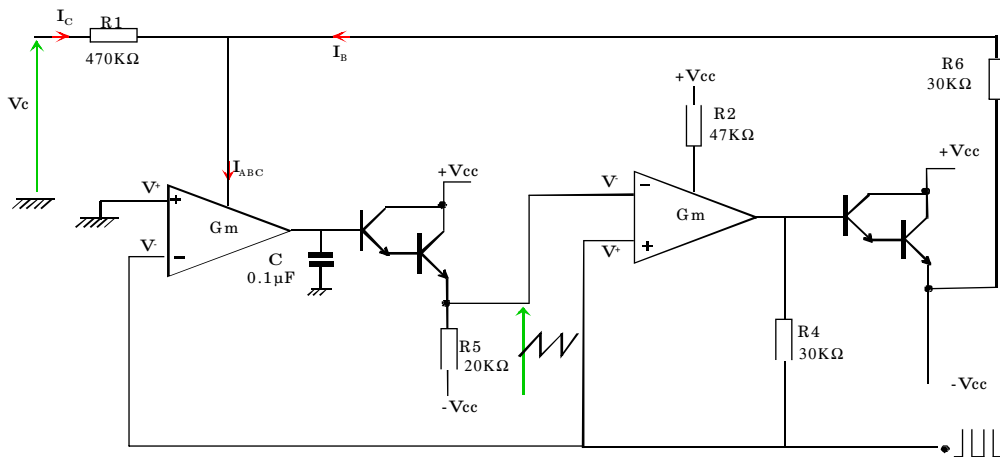 I_C
R1
470KΩ
I_B
Vc
I_ABC
V+
+
Gm
V-
-
C
0.1µF
+Vcc
R5
20KΩ
-Vcc
+Vcc
R2
47KΩ
V-
-
Gm
V+
+
R4
30KΩ
+Vcc
R6
30KΩ
-Vcc